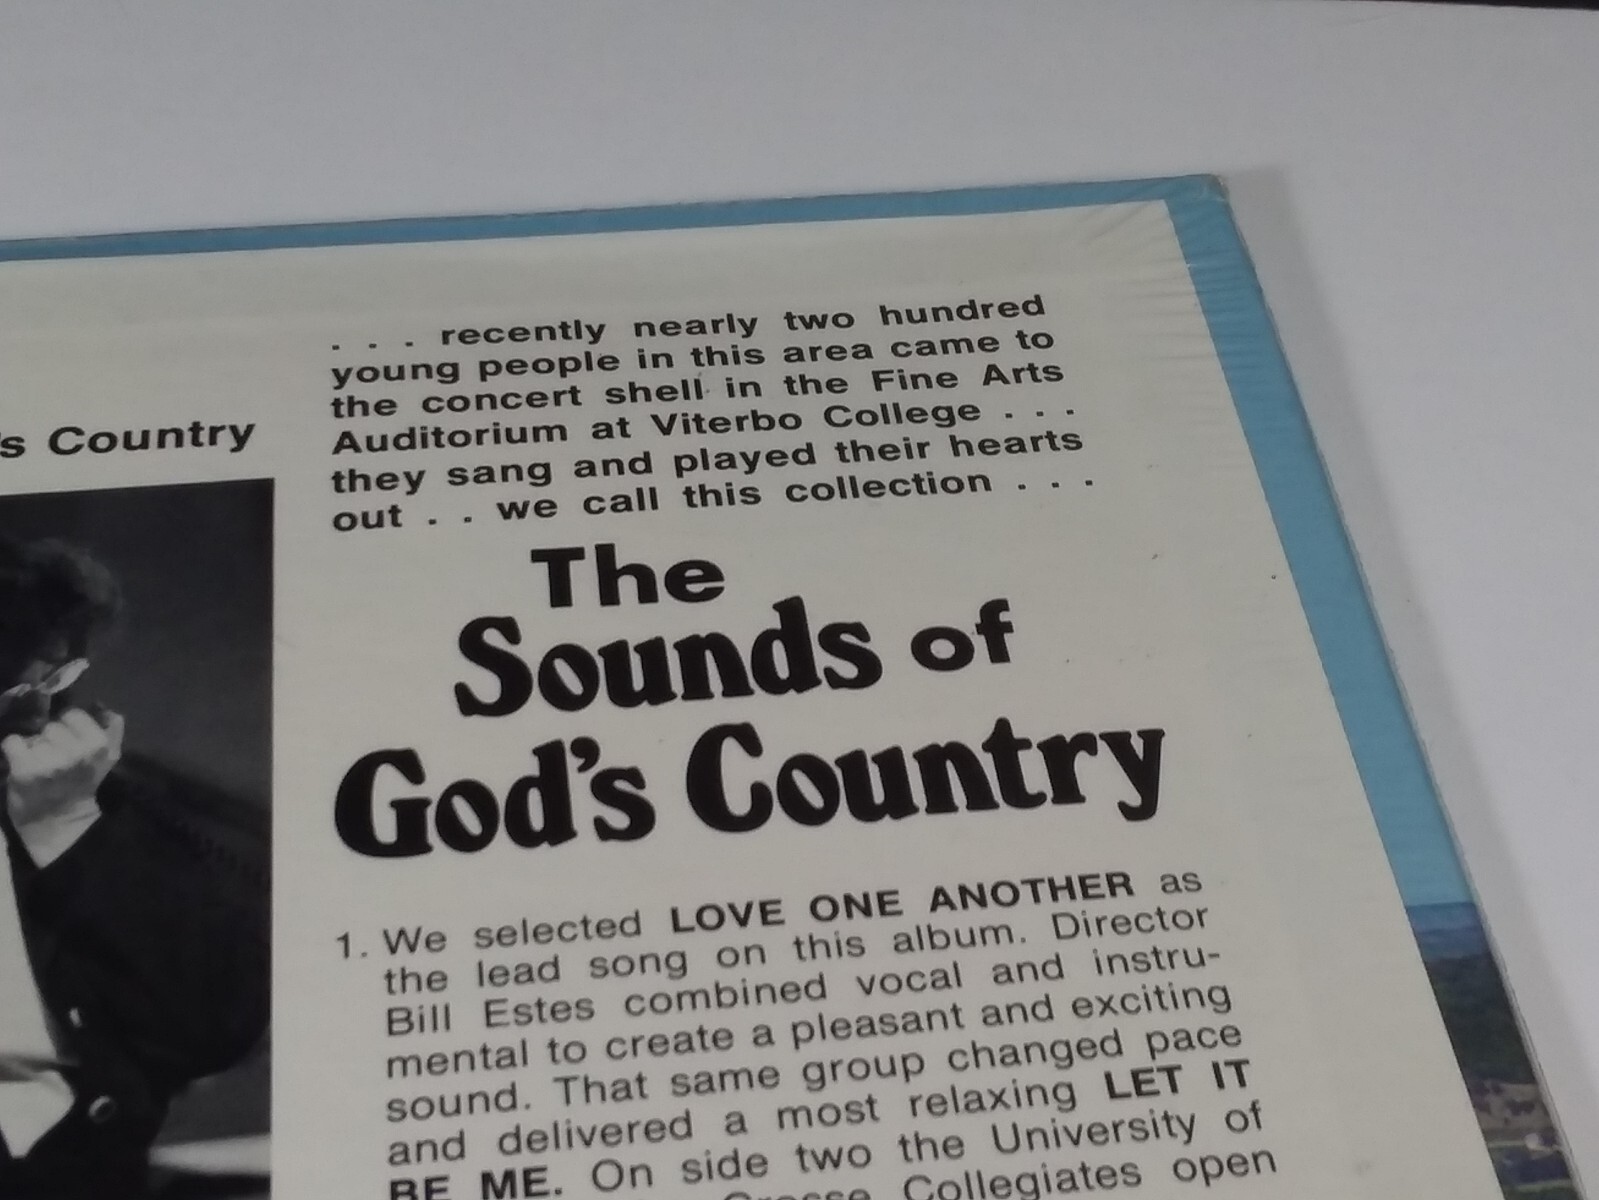 's Country
. . . recently nearly two hundred
young people in this area came to
the concert shell in the Fine Arts
Auditorium at Viterbo College . . .
they sang and played their hearts
out . . we call this collection . . .
The
Sounds of
God's Country
1. We selected LOVE ONE ANOTHER as
the lead song on this album. Director
Bill Estes combined vocal and instru-
mental to create a pleasant and exciting
sound. That same group changed pace
and delivered a most relaxing LET IT
BE ME. On side two the University of
Crosse Collegiates open